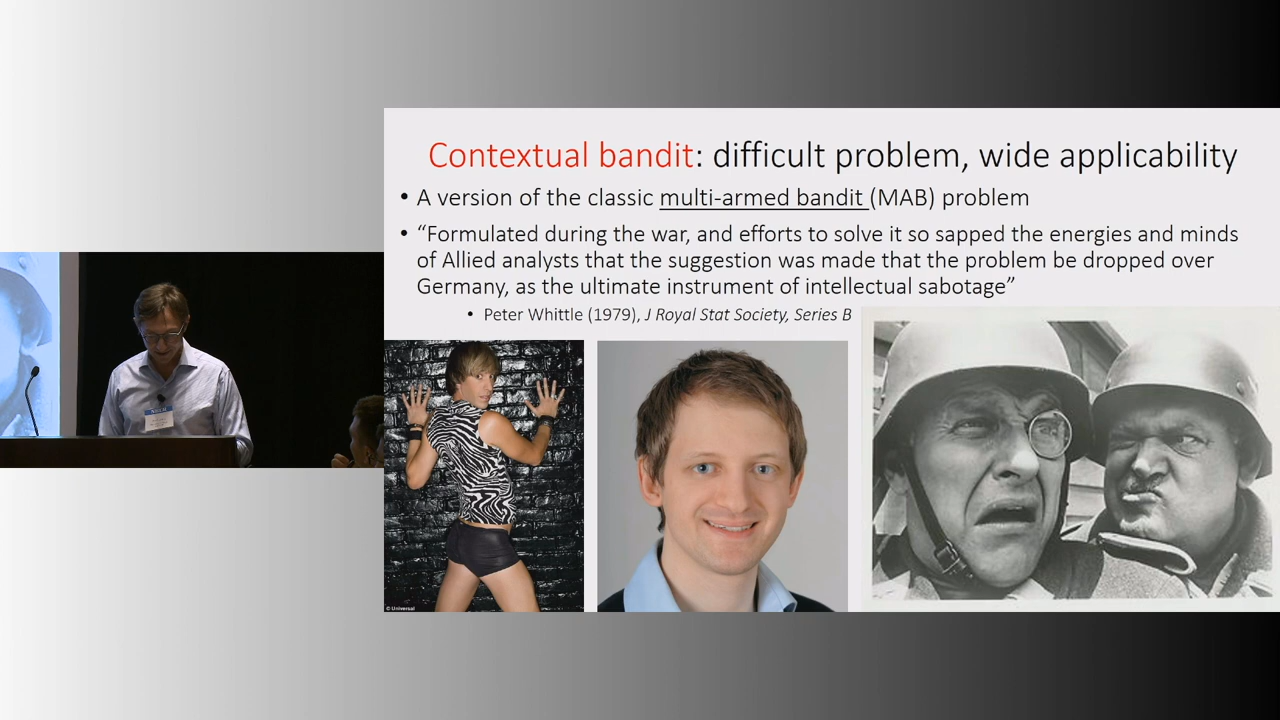 Contextual bandit: difficult problem, wide applicability
• A version of the classic multi-armed bandit (MAB) problem
• “Formulated during the war, and efforts to solve it so sapped the energies and minds
of Allied analysts that the suggestion was made that the problem be dropped over
Germany, as the ultimate instrument of intellectual sabotage”
• Peter Whittle (1979), J Royal Stat Society, Series B
© Universal